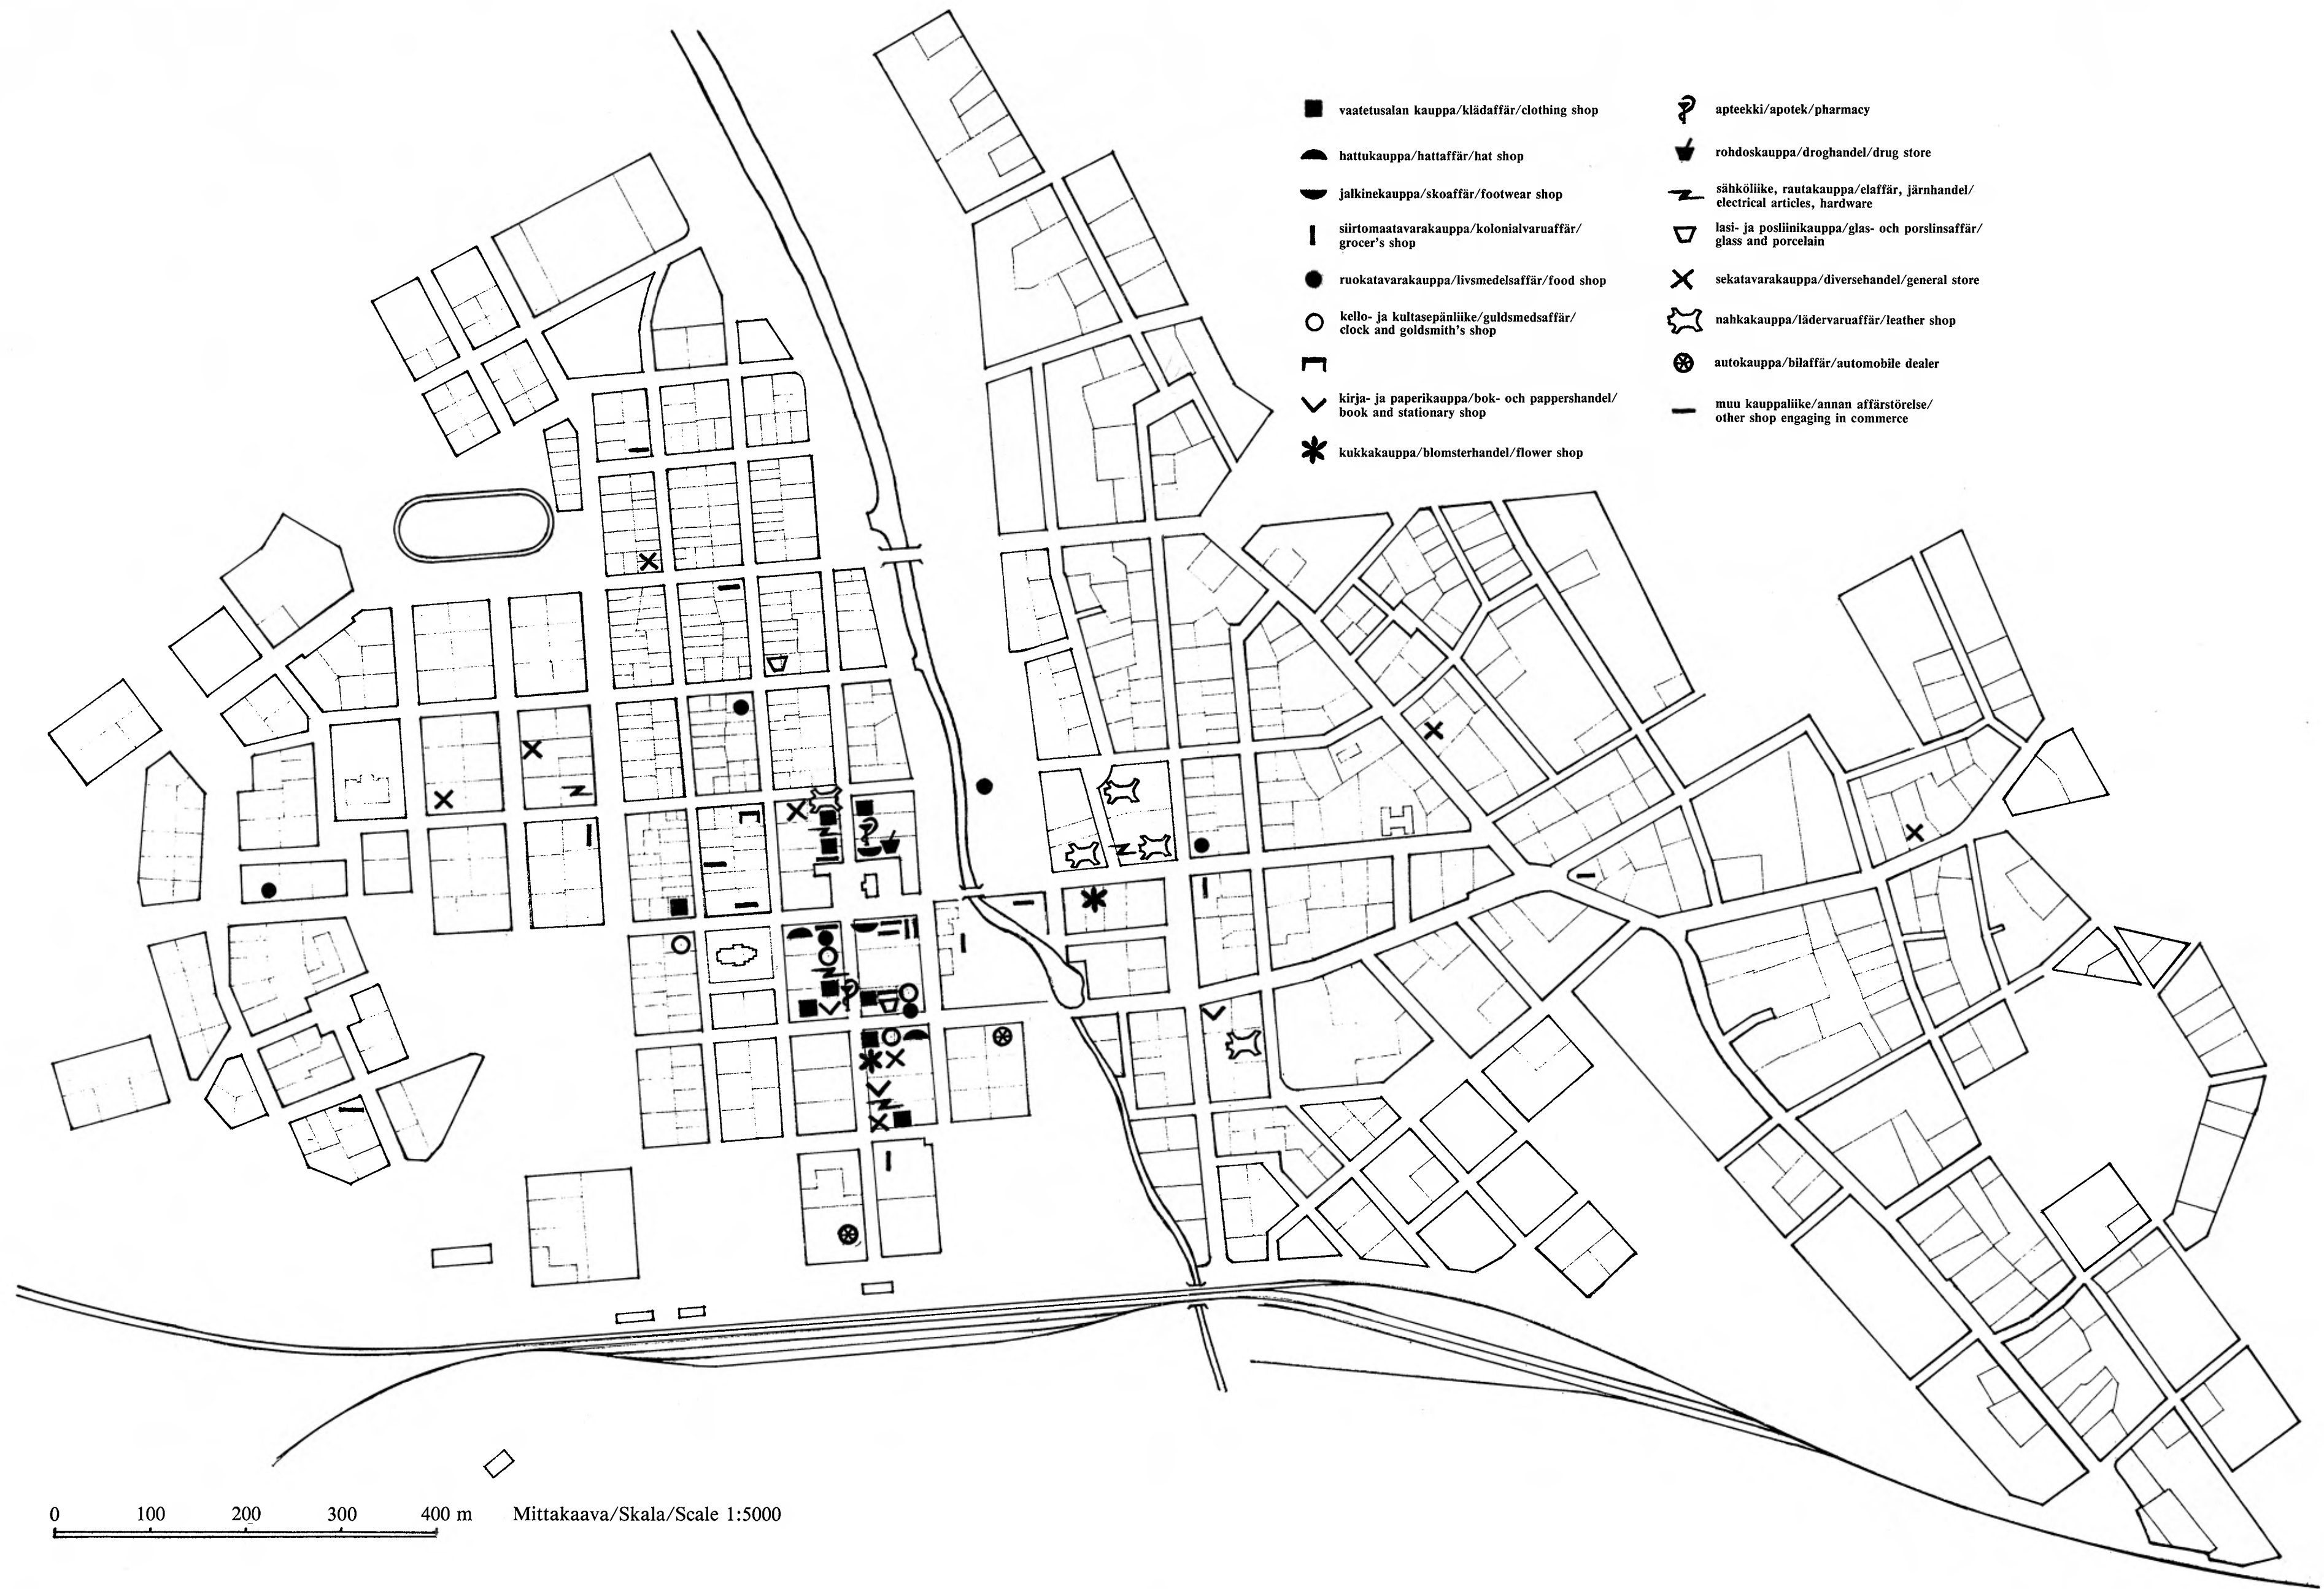 vaatetusalan kauppa/klädaffär/clothing shop
hattukauppa/hattaffär/hat shop
jalkinekauppa/skoaffär/footwear shop
siirtomaatavarakauppa/kolonialvaruaffär/
grocer's shop
ruokatavarakauppa/livsmedelsaffär/food shop
kello- ja kultasepänliike/guldsmedsaffär/
clock and goldsmith's shop
kirja- ja paperikauppa/bok- och pappershandel/
book and stationary shop
kukkakauppa/blomsterhandel/flower shop
apteekki/apotek/pharmacy
rohdoskauppa/droghandel/drug store
sähköliike, rautakauppa/elaffär, järnhandel/
electrical articles, hardware
lasi- ja posliinikauppa/glas- och porslinsaffär/
glass and porcelain
sekatavarakauppa/diversehandel/general store
nahkakauppa/lädervaruaffär/leather shop
autokauppa/bilaffär/automobile dealer
muu kauppaliike/annan affärstörelse/
other shop engaging in commerce
0 100 200 300 400 m Mittakaava/Skala/Scale 1:5000